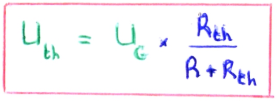 U_th = U_G * R_th / (R + R_th)